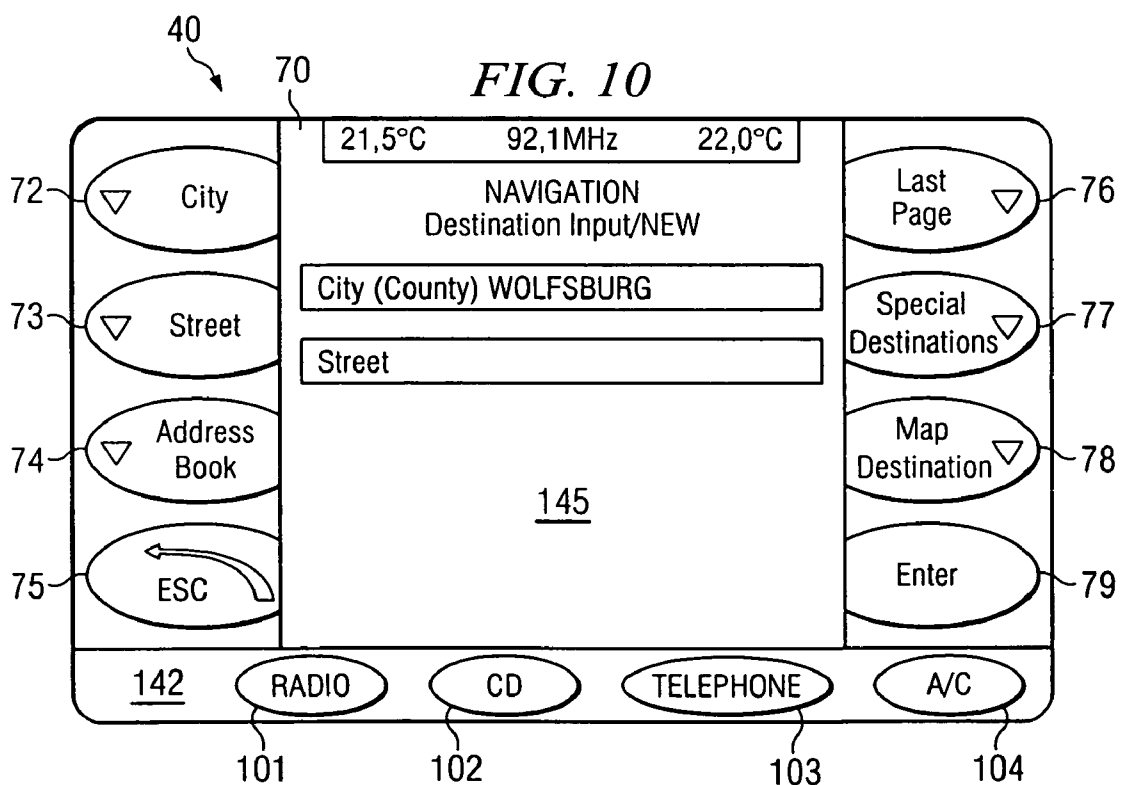 40
70
FIG. 10
21,5°C 92,1MHz 22,0°C
NAVIGATION
Destination Input/NEW
72
City
Last
Page
76
City (County) WOLFSBURG
73
Street
Special
Destinations
77
Street
74
Address
Book
Map
Destination
78
145
75
ESC
Enter
79
142
RADIO
CD
TELEPHONE
A/C
101
102
103
104